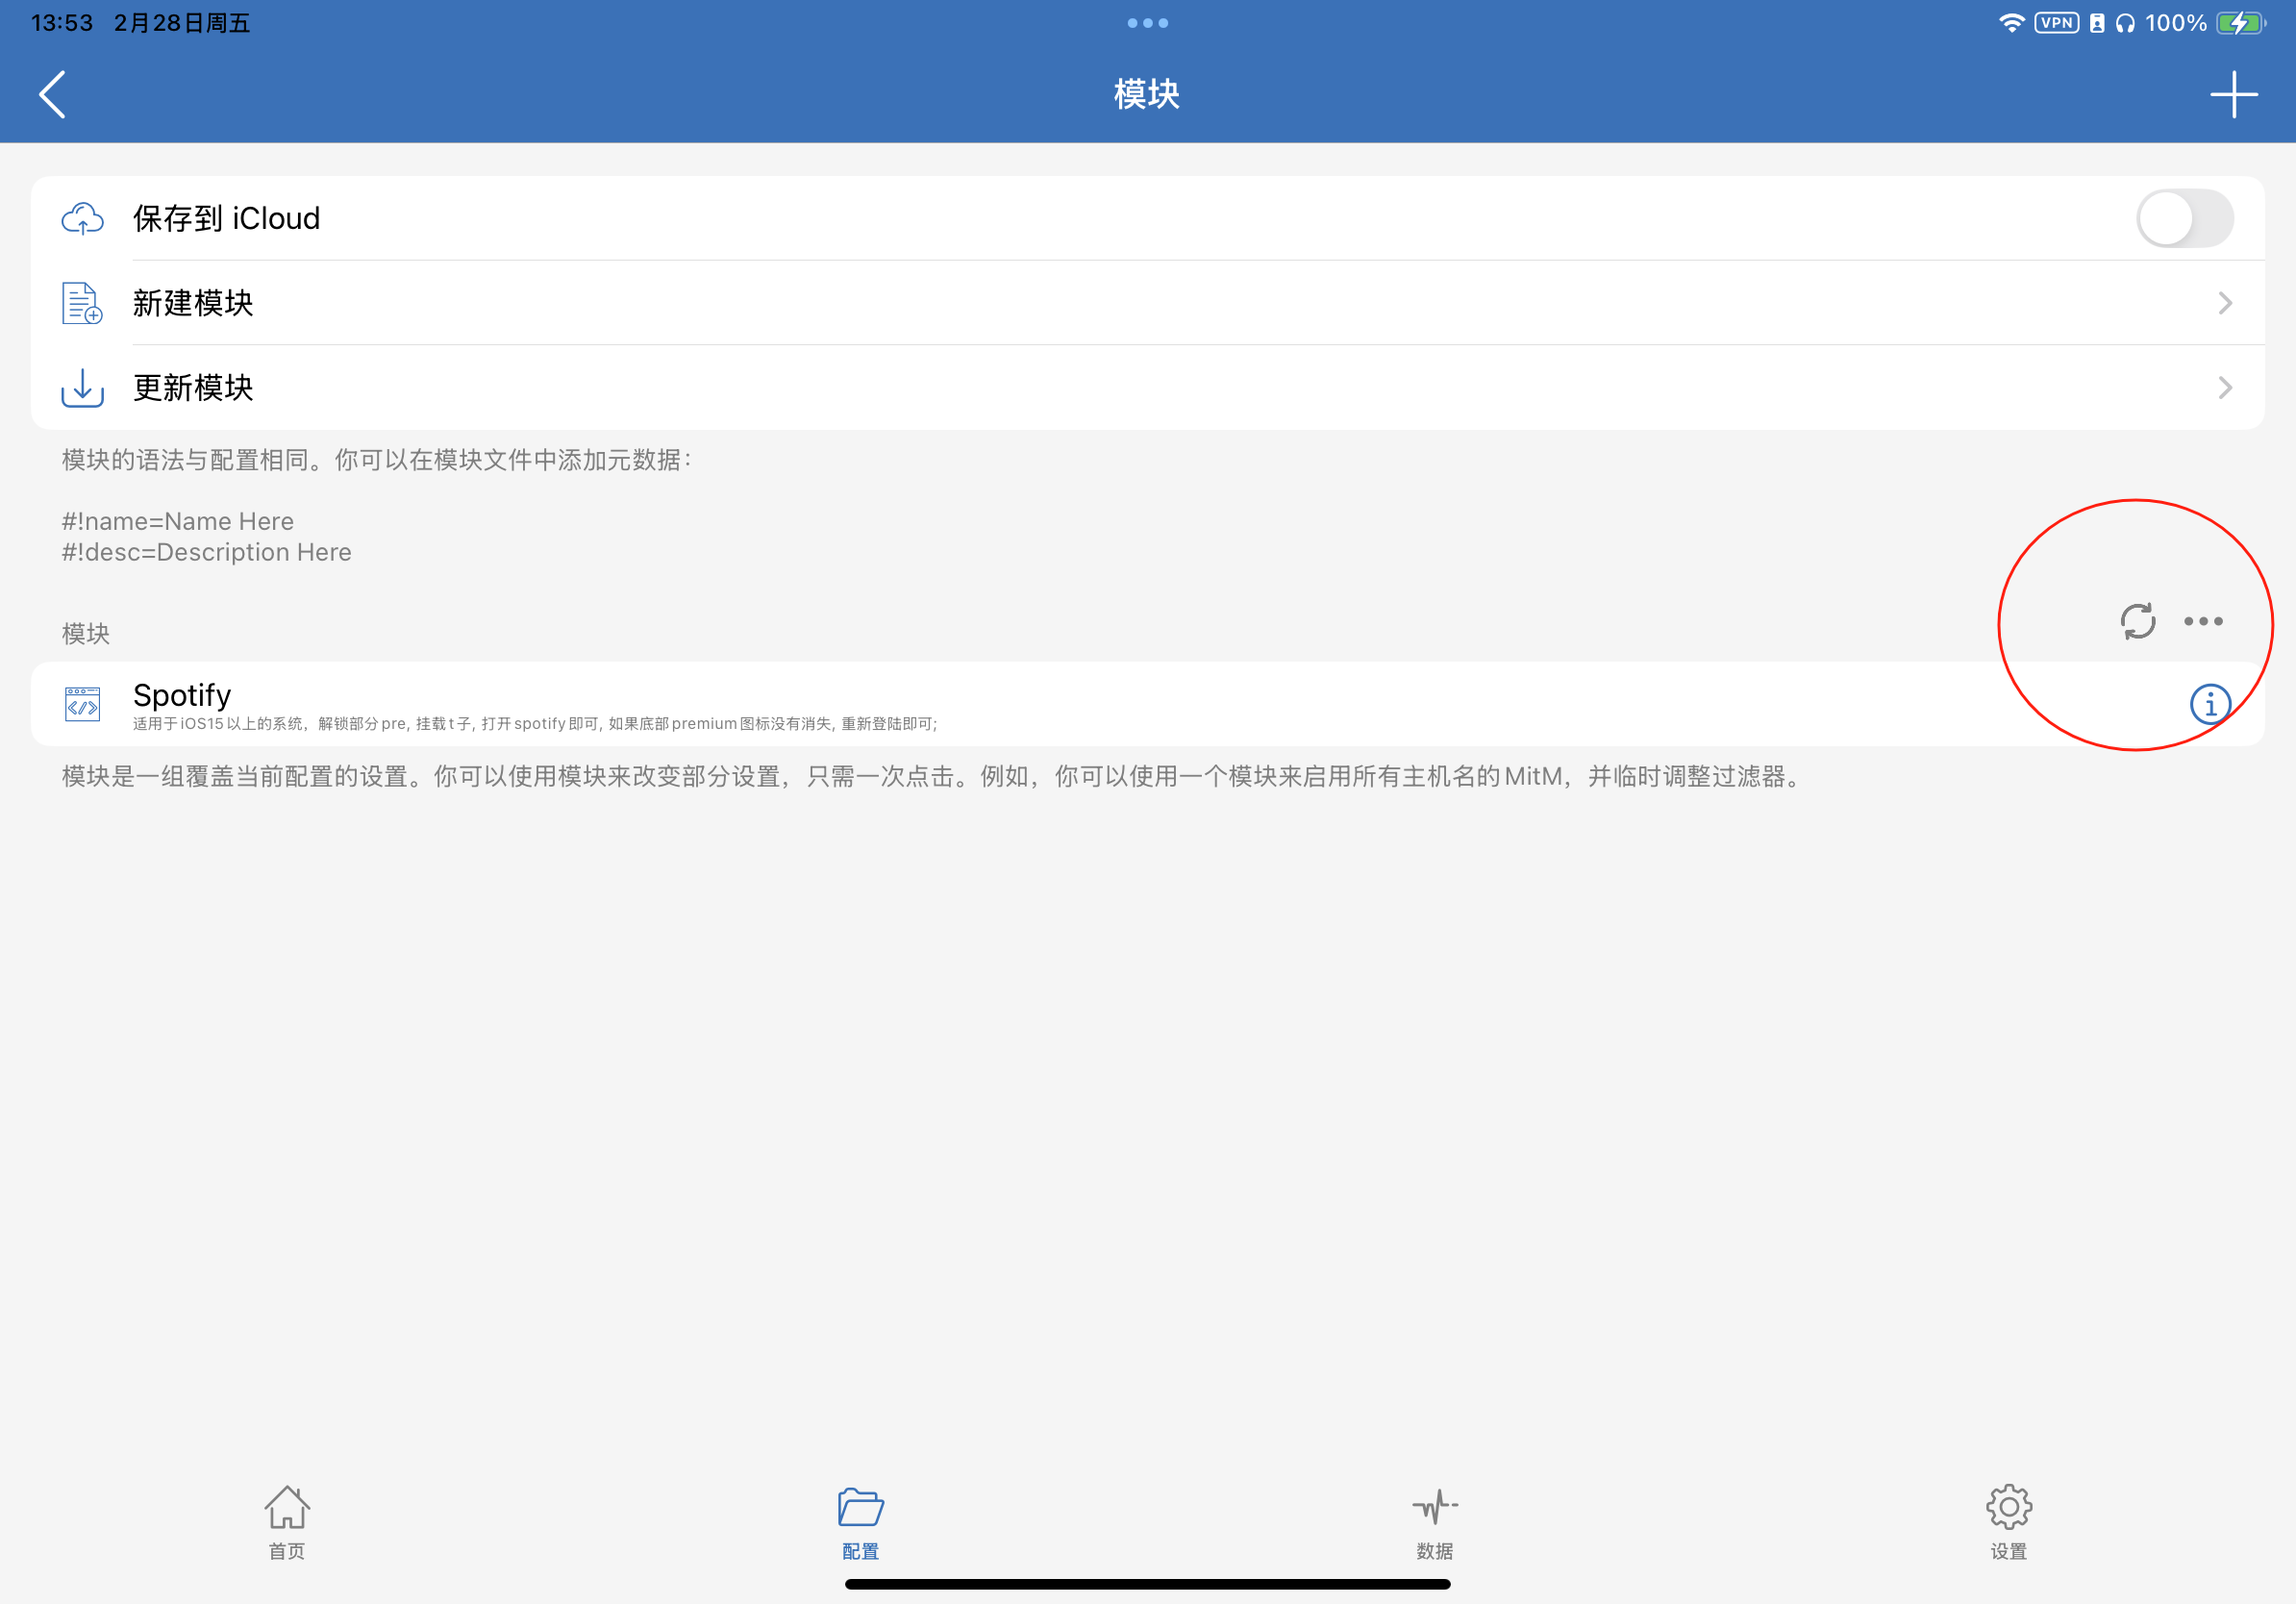 13:53 2月28日周五
VPN 100%
模块
保存到 iCloud
新建模块
更新模块
模块的语法与配置相同。你可以在模块文件中添加元数据：
#!name=Name Here
#!desc=Description Here
模块
Spotify
适用于iOS15以上的系统，解锁部分pre, 挂载t子, 打开spotify即可, 如果底部premium图标没有消失, 重新登陆即可;
模块是一组覆盖当前配置的设置。你可以使用模块来改变部分设置，只需一次点击。例如，你可以使用一个模块来启用所有主机名的MitM，并临时调整过滤器。
首页
配置
数据
设置